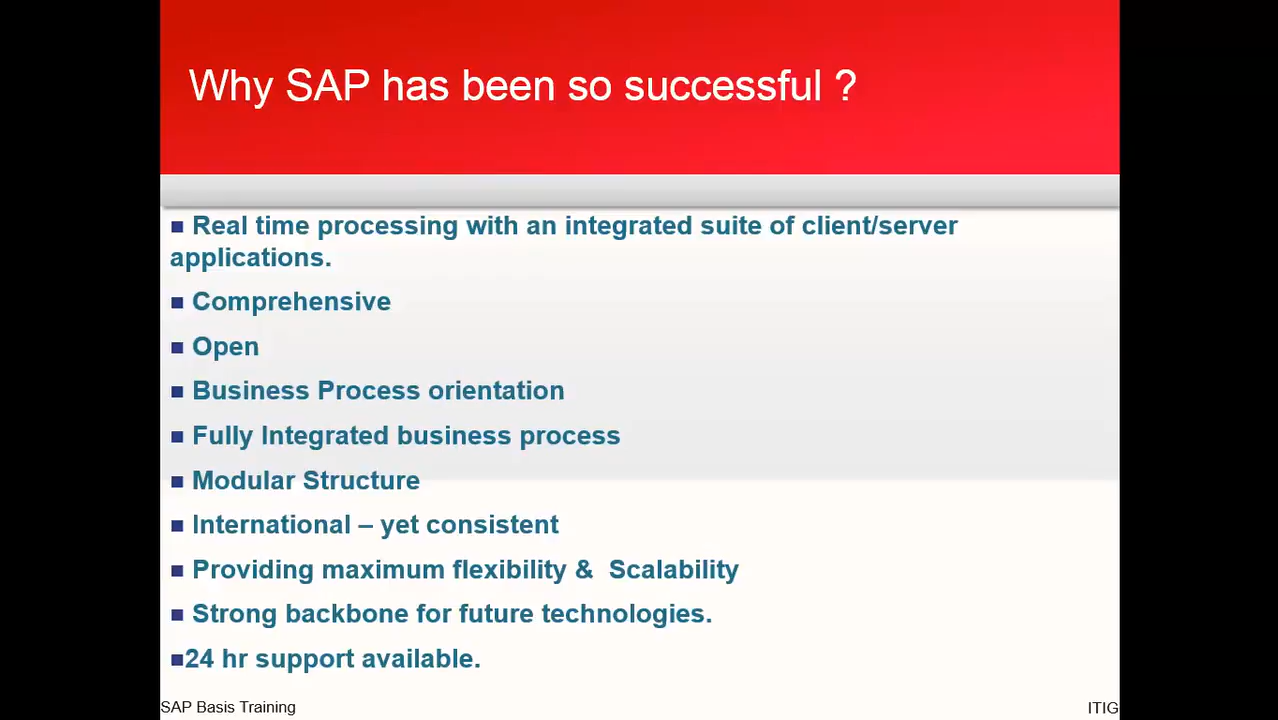 Why SAP has been so successful ?
■ Real time processing with an integrated suite of client/server
applications.
■ Comprehensive
■ Open
■ Business Process orientation
■ Fully Integrated business process
■ Modular Structure
■ International – yet consistent
■ Providing maximum flexibility &  Scalability
■ Strong backbone for future technologies.
■24 hr support available.
SAP Basis Training
ITIG